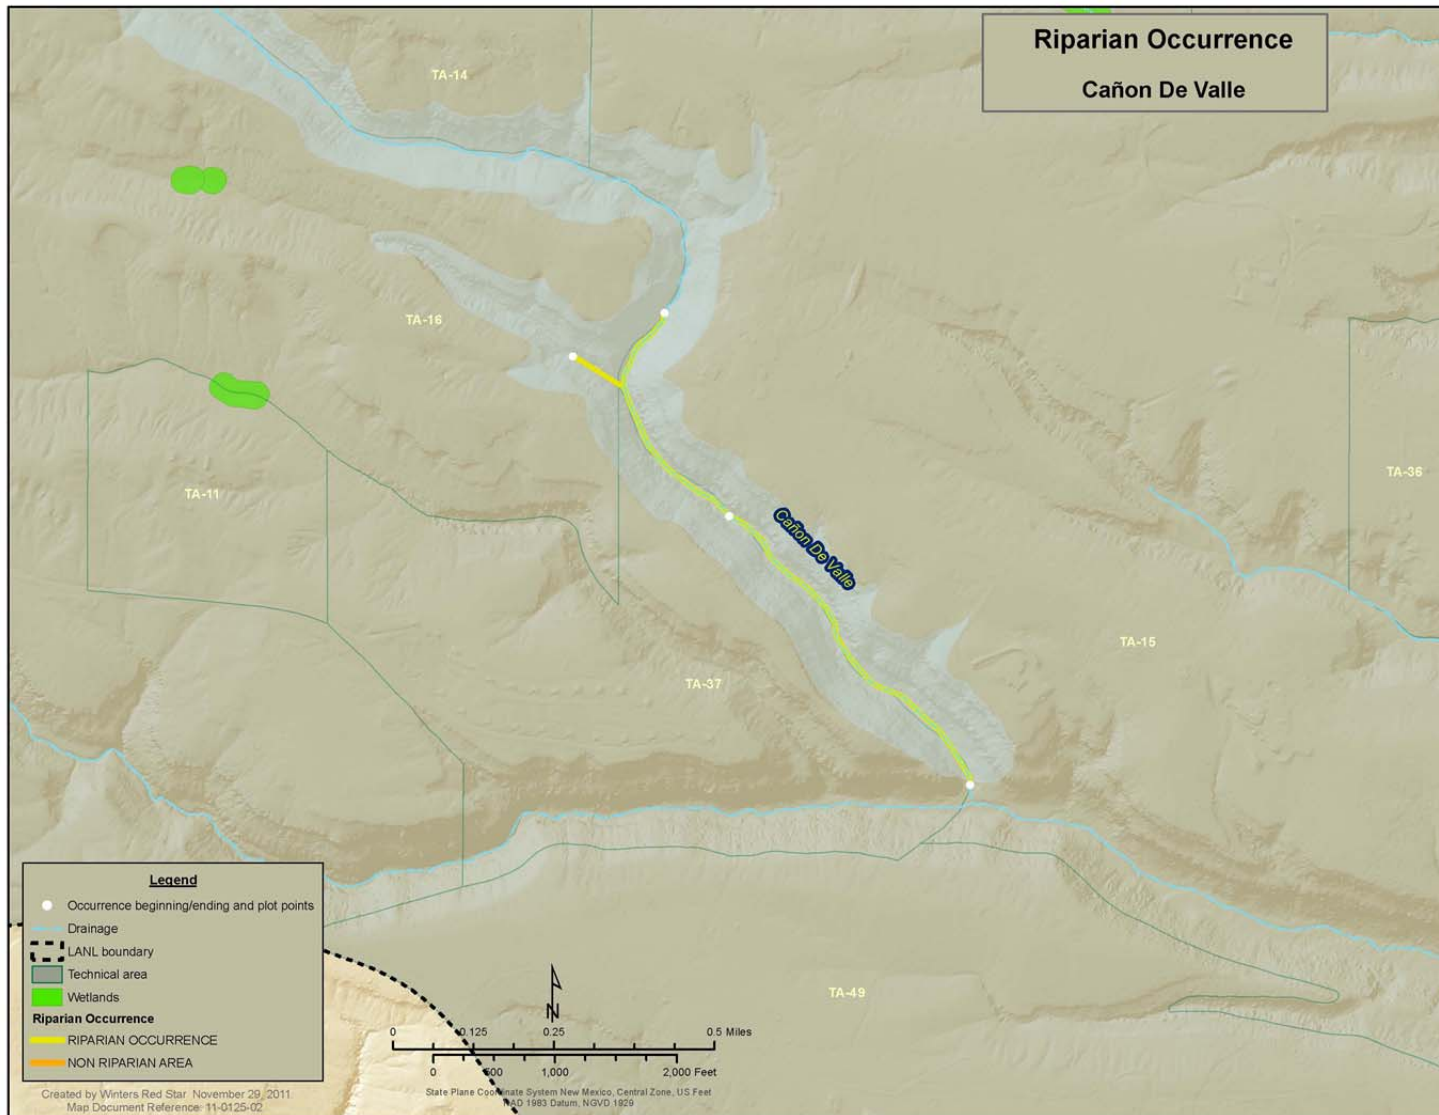 Riparian Occurrence
Cañon De Valle
TA-14
TA-16
TA-36
TA-11
Cañon De Valle
TA-15
TA-37
TA-49
Legend
Occurrence beginning/ending and plot points
Drainage
LANL boundary
Technical area
Wetlands
Riparian Occurrence
RIPARIAN OCCURRENCE
NON RIPARIAN AREA
N
0 0.125 0.25 0.5 Miles
0 500 1,000 2,000 Feet
State Plane Coordinate System New Mexico, Central Zone, US Feet
NAD 1983 Datum, NGVD 1929
Created by Winters Red Star November 29, 2011
Map Document Reference: 11-0125-02